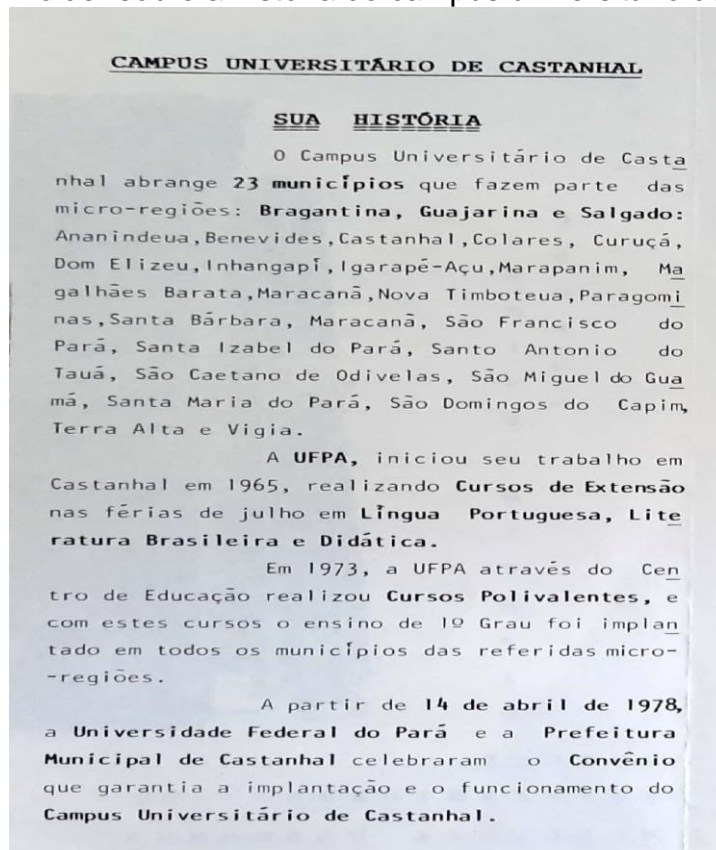 CAMPUS UNIVERSITÁRIO DE CASTANHAL
SUA HISTÓRIA
O Campus Universitário de Casta
nhal abrange 23 municípios que fazem parte das
micro-regiões: Bragantina, Guajarina e Salgado:
Ananindeua,Benevides,Castanhal,Colares, Curuçá,
Dom Elizeu,Inhangapí,Igarapé-Açu,Marapanim, Ma
galhães Barata,Maracanã,Nova Timboteua,Paragomi
nas,Santa Bárbara, Maracanã, São Francisco do
Pará, Santa Izabel do Pará, Santo Antonio do
Tauá, São Caetano de Odivelas, São Miguel do Gua
má, Santa Maria do Pará, São Domingos do Capim,
Terra Alta e Vigia.
A UFPA, iniciou seu trabalho em
Castanhal em 1965, realizando Cursos de Extensão
nas férias de julho em Língua Portuguesa, Lite
ratura Brasileira e Didática.
Em 1973, a UFPA através do Cen
tro de Educação realizou Cursos Polivalentes, e
com estes cursos o ensino de 1º Grau foi implan
tado em todos os municípios das referidas micro-
-regiões.
A partir de 14 de abril de 1978,
a Universidade Federal do Pará e a Prefeitura
Municipal de Castanhal celebraram o Convênio
que garantia a implantação e o funcionamento do
Campus Universitário de Castanhal.